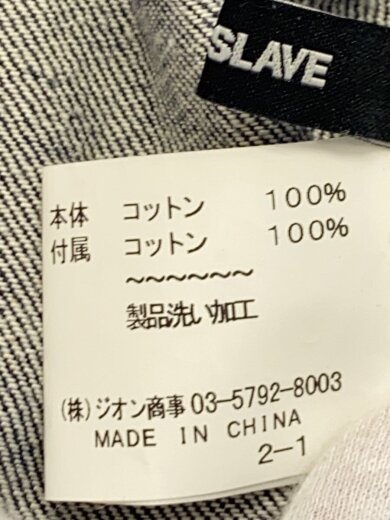 SLAVE
本体 コットン 100%
付属 コットン 100%
~~~~~~
製品洗い加工
(株)ジオン商事 03-5792-8003
MADE IN CHINA
2-1